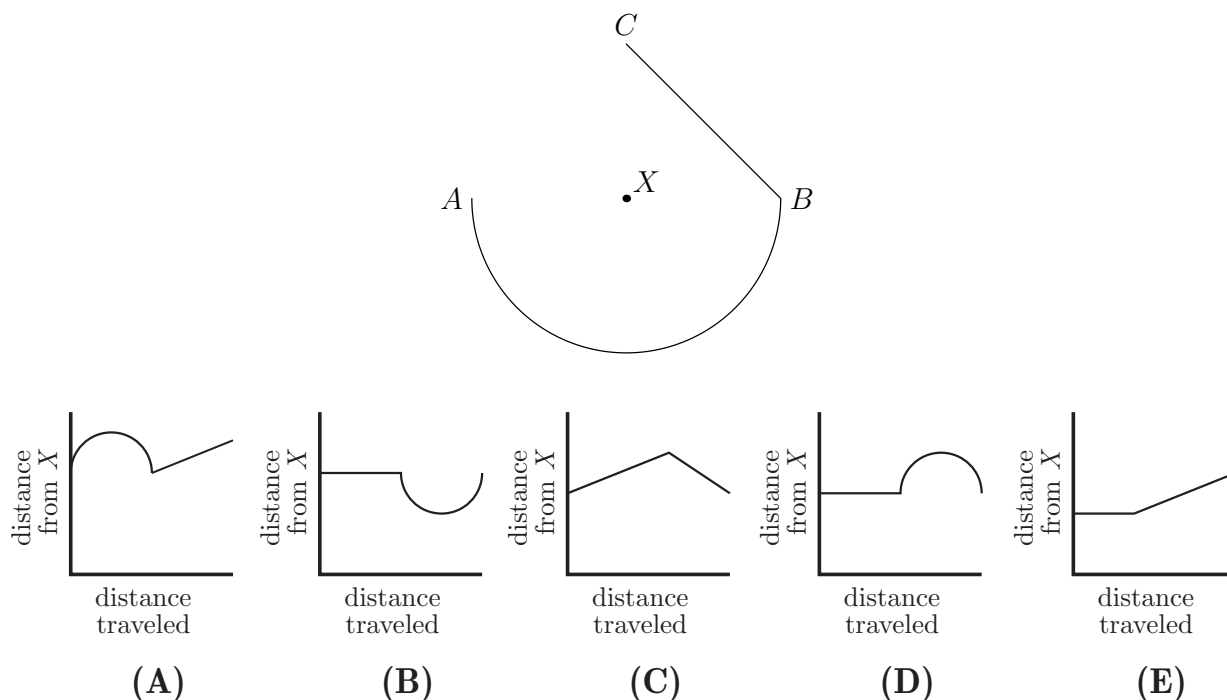 C
X
A
B
distance
from X
distance
traveled
distance
from X
distance
traveled
distance
from X
distance
traveled
distance
from X
distance
traveled
distance
from X
distance
traveled
(A) (B) (C) (D) (E)